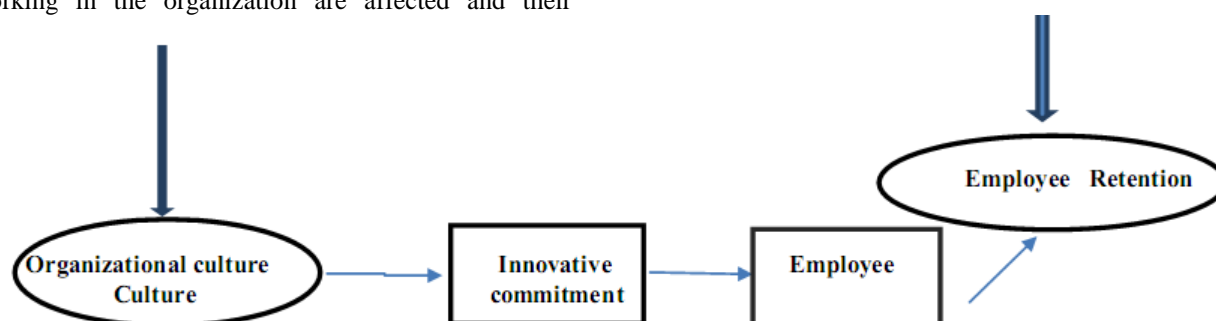 orking in the organization are affected and then
Employee Retention
Organizational culture
Culture
Innovative
commitment
Employee